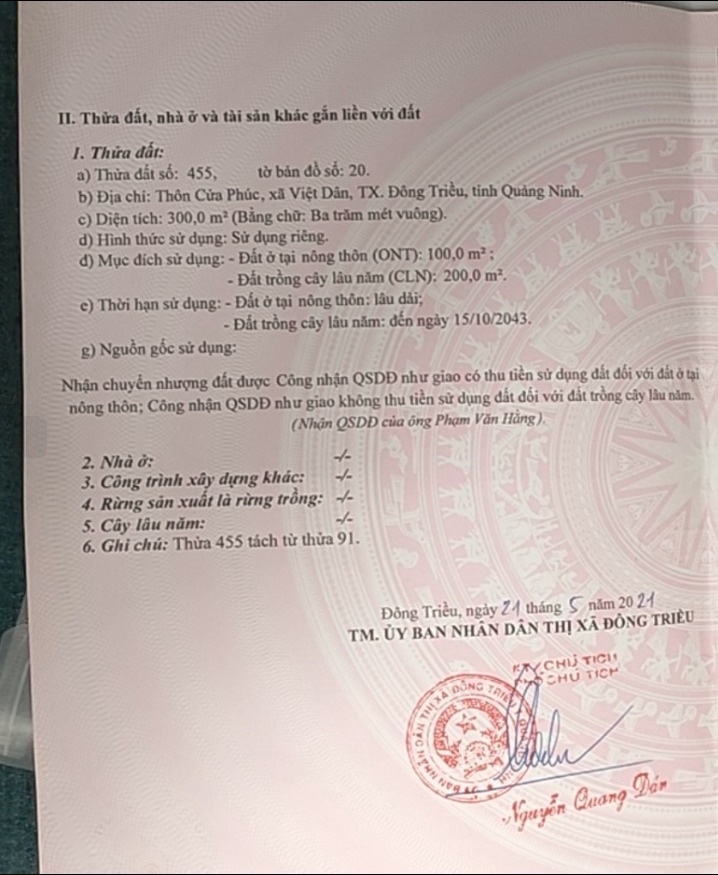 II. Thửa đất, nhà ở và tài sản khác gắn liền với đất
1. Thửa đất:
a) Thửa đất số: 455, tờ bản đồ số: 20.
b) Địa chỉ: Thôn Cửa Phúc, xã Việt Dân, TX. Đông Triều, tỉnh Quảng Ninh.
c) Diện tích: 300,0 m² (Bằng chữ: Ba trăm mét vuông).
d) Hình thức sử dụng: Sử dụng riêng.
đ) Mục đích sử dụng: - Đất ở tại nông thôn (ONT): 100,0 m² ;
- Đất trồng cây lâu năm (CLN): 200,0 m².
e) Thời hạn sử dụng: - Đất ở tại nông thôn: lâu dài;
- Đất trồng cây lâu năm: đến ngày 15/10/2043.
g) Nguồn gốc sử dụng:
Nhận chuyển nhượng đất được Công nhận QSDĐ như giao có thu tiền sử dụng đất đối với đất ở tại
nông thôn; Công nhận QSDĐ như giao không thu tiền sử dụng đất đối với đất trồng cây lâu năm.
(Nhận QSDĐ của ông Phạm Văn Hằng).
2. Nhà ở: -/-
3. Công trình xây dựng khác: -/-
4. Rừng sản xuất là rừng trồng: -/-
5. Cây lâu năm: -/-
6. Ghi chú: Thửa 455 tách từ thửa 91.
Đông Triều, ngày 21 tháng 5 năm 2021
TM. ỦY BAN NHÂN DÂN THỊ XÃ ĐÔNG TRIỀU
CHỦ TỊCH
CHỦ TỊCH
Nguyễn Quang Dán